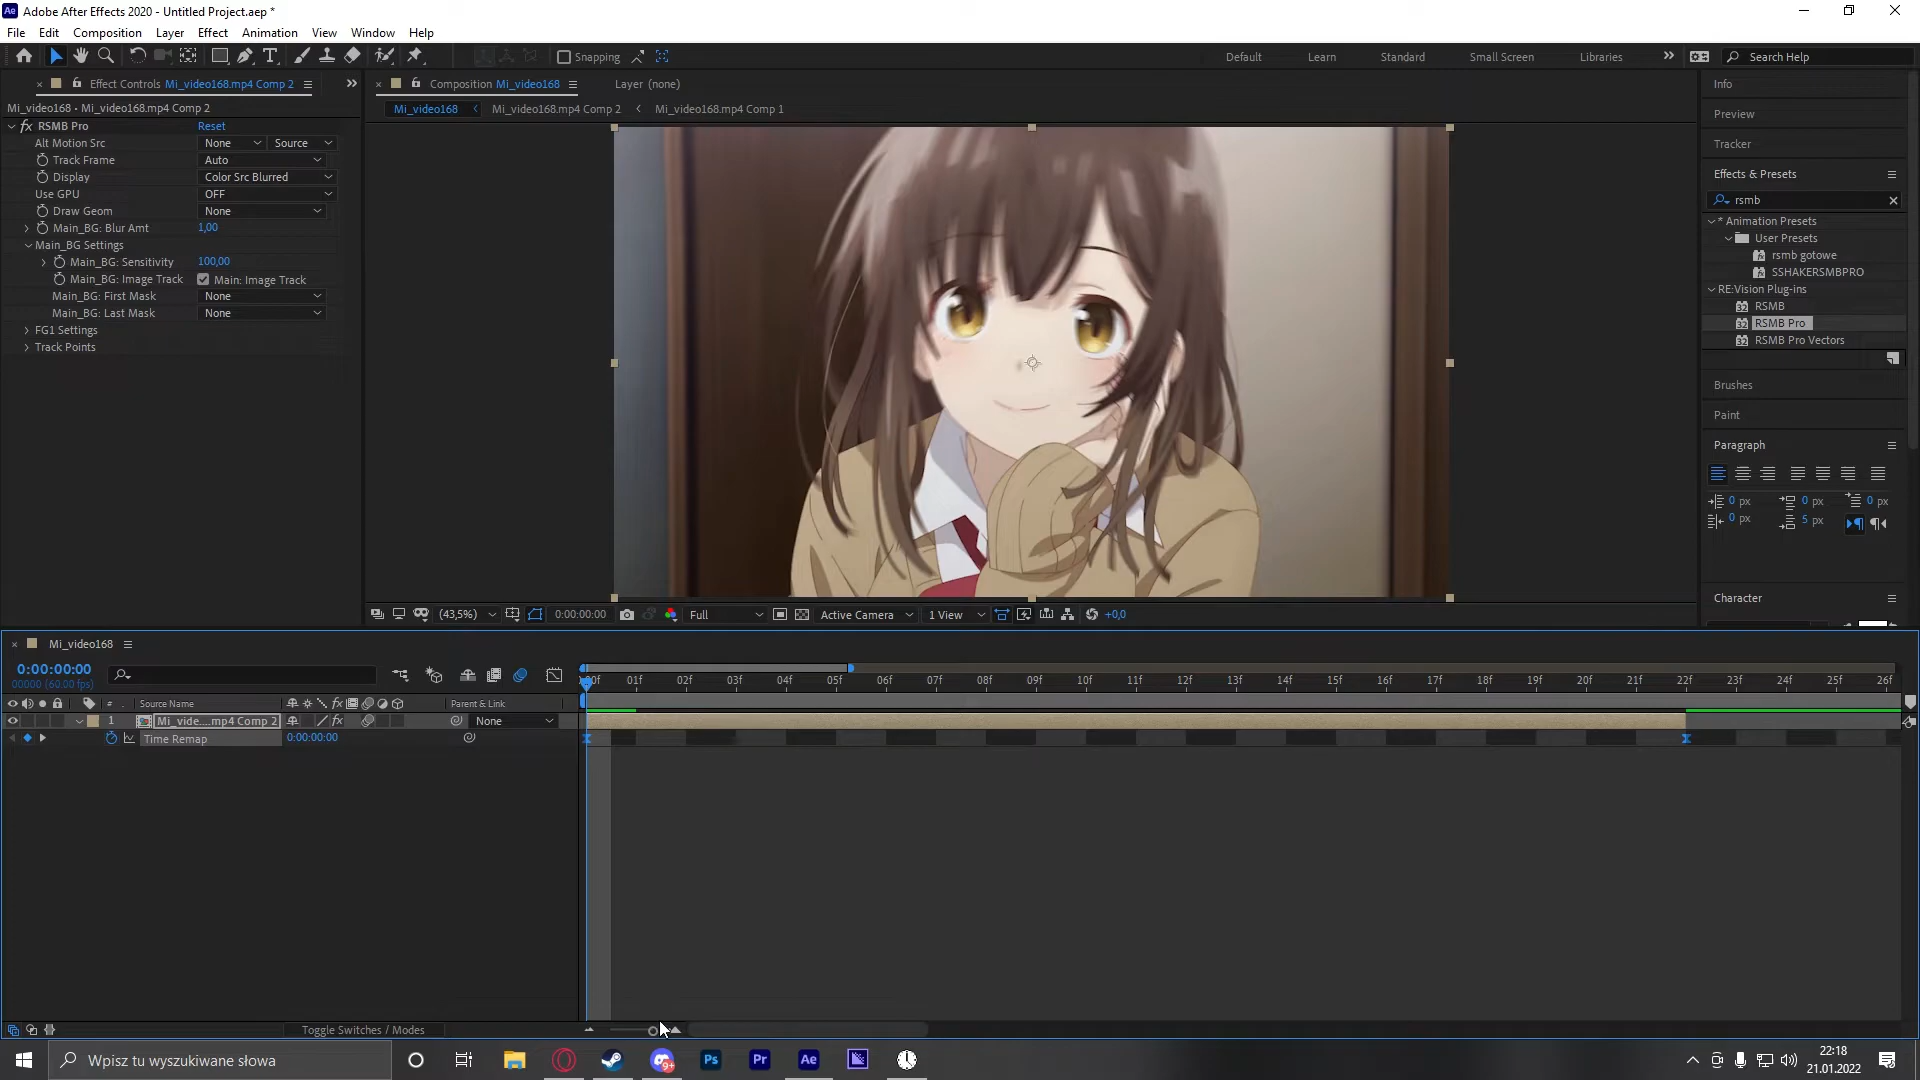 Adobe After Effects 2020 - Untitled Project.aep *
File Edit Composition Layer Effect Animation View Window Help
Snapping Default Learn Standard Small Screen Libraries Search Help
Effect Controls Mi_video168.mp4 Comp 2
Composition Mi_video168
Layer (none)
Info
Mi_video168 • Mi_video168.mp4 Comp 2
Mi_video168 Mi_video168.mp4 Comp 2 Mi_video168.mp4 Comp 1
Preview
fx RSMB Pro Reset
Alt Motion Src None Source
Tracker
Track Frame Auto
Display Color Src Blurred
Effects & Presets
Use GPU OFF
rsmb
Draw Geom None
* Animation Presets
Main_BG: Blur Amt 1,00
User Presets
Main_BG Settings
rsmb gotowe
Main_BG: Sensitivity 100,00
SSHAKERSMBPRO
Main_BG: Image Track Main: Image Track
RE:Vision Plug-ins
Main_BG: First Mask None
RSMB
Main_BG: Last Mask None
RSMB Pro
FG1 Settings
RSMB Pro Vectors
Track Points
Brushes
Paint
Paragraph
0 px 0 px 0 px
0 px 5 px
Character
(43,5%) 0:00:00:00 Full Active Camera 1 View +0,0
Mi_video168
0:00:00:00
00000 (60.00 fps)
:00f 01f 02f 03f 04f 05f 06f 07f 08f 09f 10f 11f 12f 13f 14f 15f 16f 17f 18f 19f 20f 21f 22f 23f 24f 25f 26f
# Source Name fx Parent & Link
1 Mi_vide....mp4 Comp 2 fx None
Time Remap 0:00:00:00
Toggle Switches / Modes
Wpisz tu wyszukiwane słowa 9+ Ps Pr Ae
22:18
21.01.2022